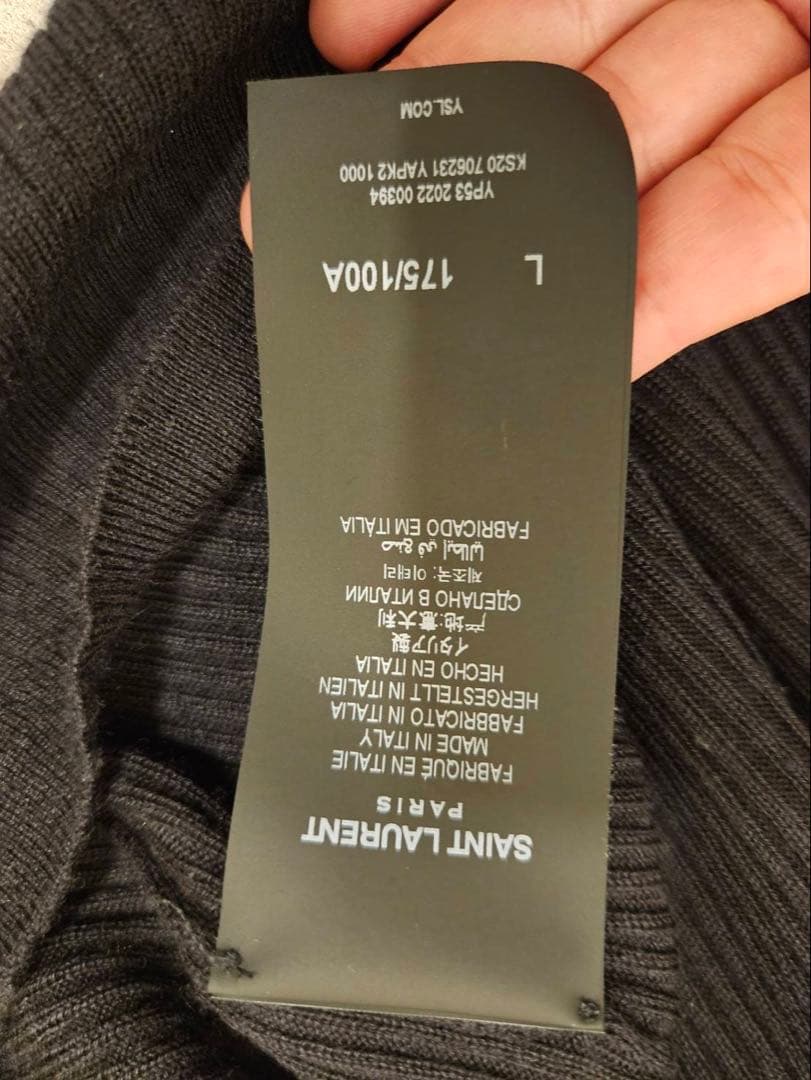 SAINT LAURENT
PARIS
FABRIQUÉ EN ITALIE
MADE IN ITALY
FABBRICATO IN ITALIA
HERGESTELLT IN ITALIEN
HECHO EN ITALIA
イタリア製
产地:意大利
СДЕЛАНО В ИТАЛИИ
제조국: 이태리
صنع في إيطاليا
FABRICADO EM ITÁLIA
L 175/100A
YP53 2022 00394
KS20 706231 YAPK2 1000
YSL.COM